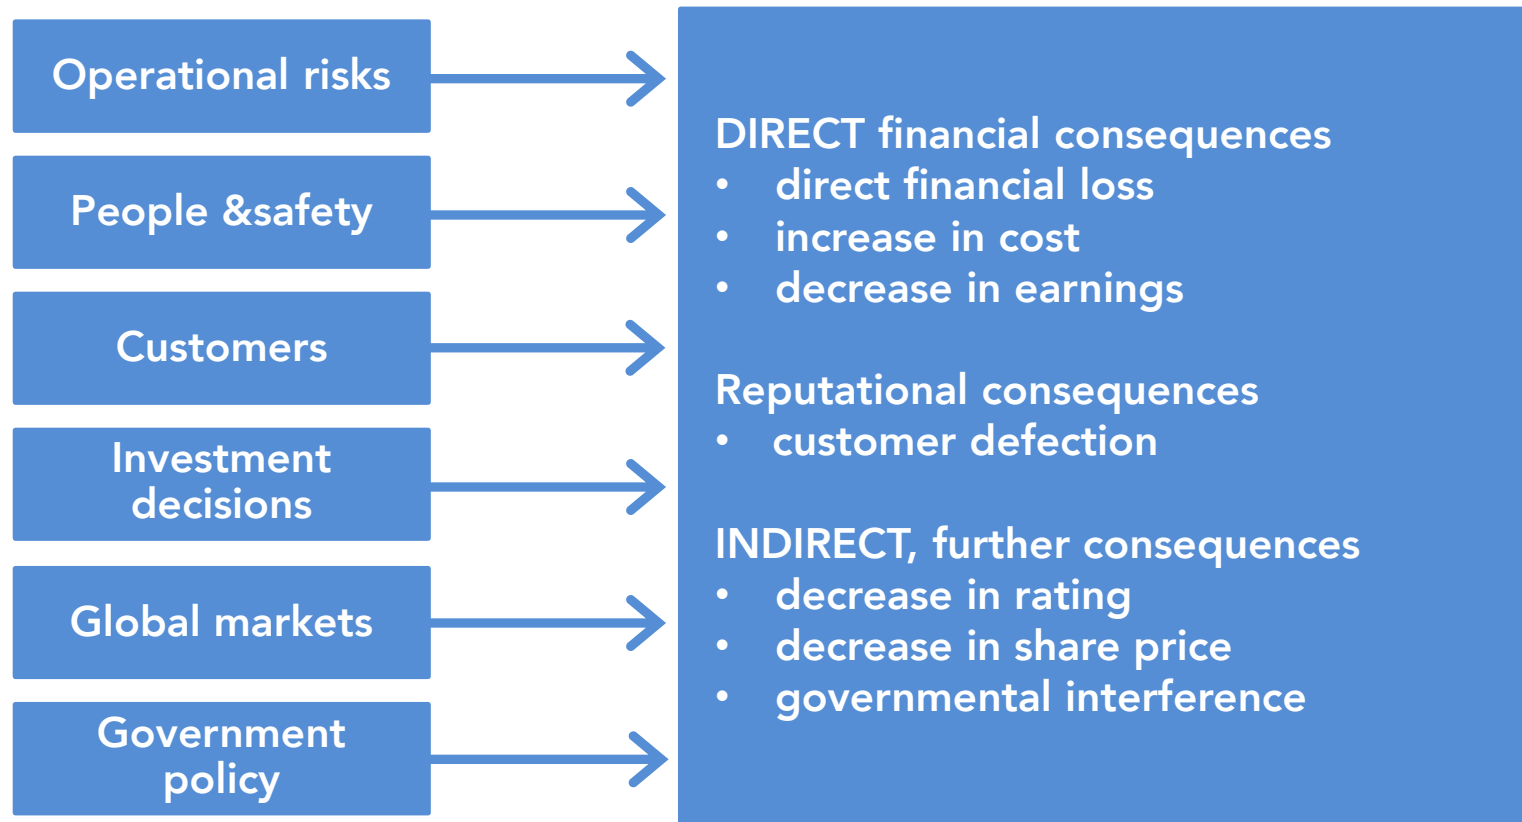 Operational risks
People &safety
Customers
Investment
decisions
Global markets
Government
policy
DIRECT financial consequences
• direct financial loss
• increase in cost
• decrease in earnings
Reputational consequences
• customer defection
INDIRECT, further consequences
• decrease in rating
• decrease in share price
• governmental interference